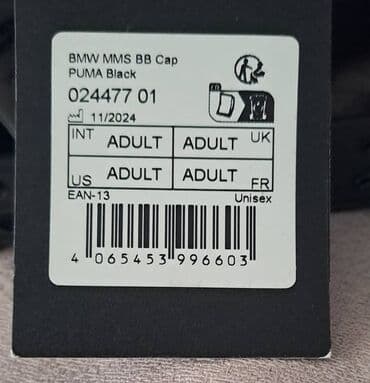 BMW MMS BB Cap
PUMA Black
024477 01
11/2024
INT ADULT ADULT UK
US ADULT ADULT FR
EAN-13 Unisex
4 065453 996603